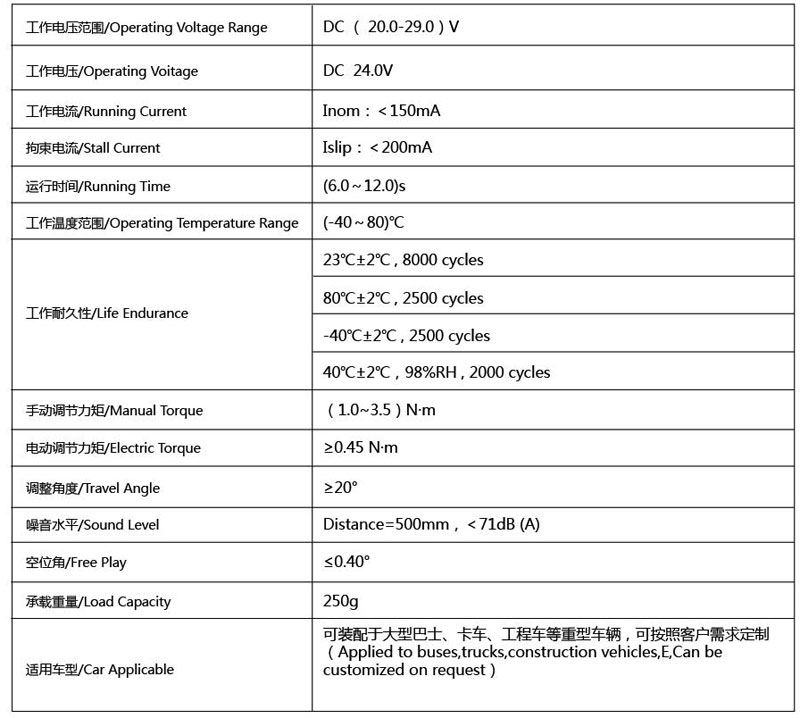 工作电压范围/Operating Voltage Range
DC （ 20.0-29.0）V
工作电压/Operating Voitage
DC 24.0V
工作电流/Running Current
Inom：＜150mA
拘束电流/Stall Current
Islip：＜200mA
运行时间/Running Time
(6.0～12.0)s
工作温度范围/Operating Temperature Range
(-40～80)℃
工作耐久性/Life Endurance
23℃±2℃ , 8000 cycles
80℃±2℃ , 2500 cycles
-40℃±2℃ , 2500 cycles
40℃±2℃ , 98%RH , 2000 cycles
手动调节力矩/Manual Torque
（1.0~3.5）N·m
电动调节力矩/Electric Torque
≥0.45 N·m
调整角度/Travel Angle
≥20°
噪音水平/Sound Level
Distance=500mm , ＜71dB (A)
空位角/Free Play
≤0.40°
承载重量/Load Capacity
250g
适用车型/Car Applicable
可装配于大型巴士、卡车、工程车等重型车辆，可按照客户需求定制
（Applied to buses,trucks,construction vehicles,E,Can be
customized on request）